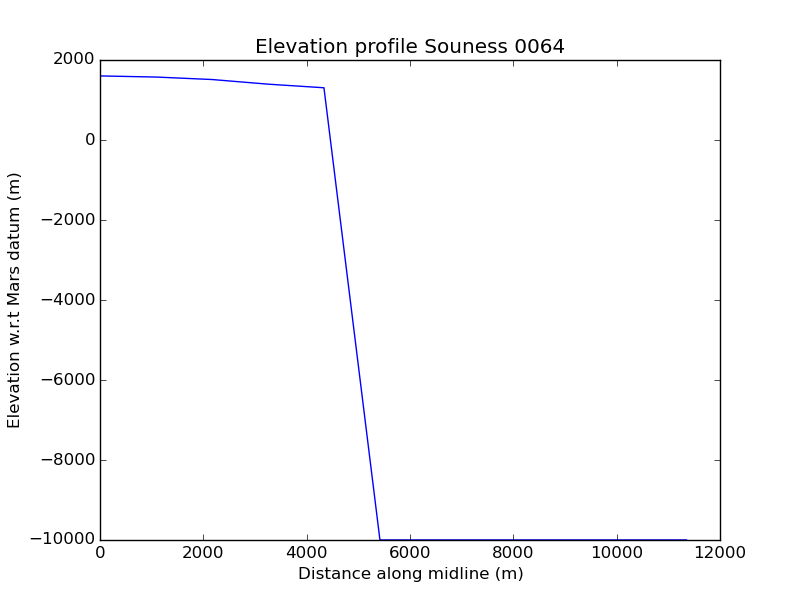 Elevation profile Souness 0064
2000
0
−2000
−4000
−6000
−8000
−10000
Elevation w.r.t Mars datum (m)
0 2000 4000 6000 8000 10000 12000
Distance along midline (m)